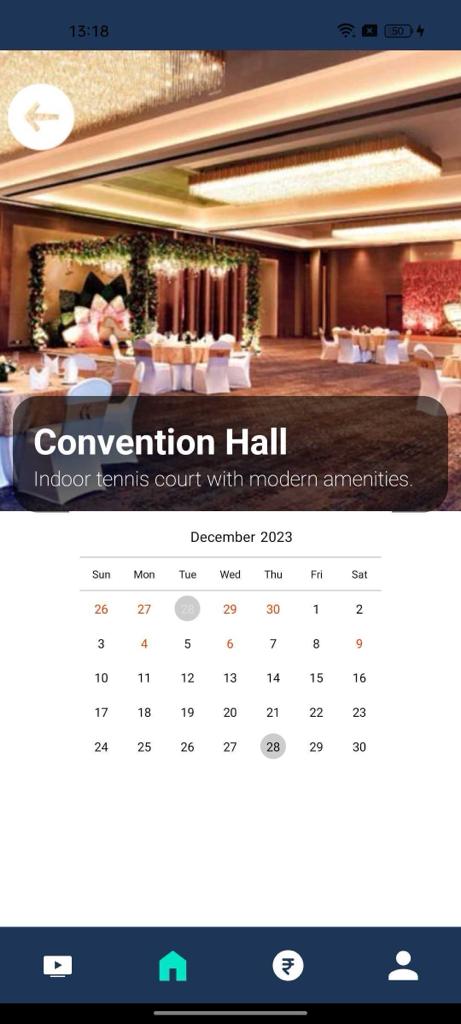 13:18
50
Convention Hall
Indoor tennis court with modern amenities.
December 2023
Sun Mon Tue Wed Thu Fri Sat
26 27 28 29 30 1 2
3 4 5 6 7 8 9
10 11 12 13 14 15 16
17 18 19 20 21 22 23
24 25 26 27 28 29 30
₹